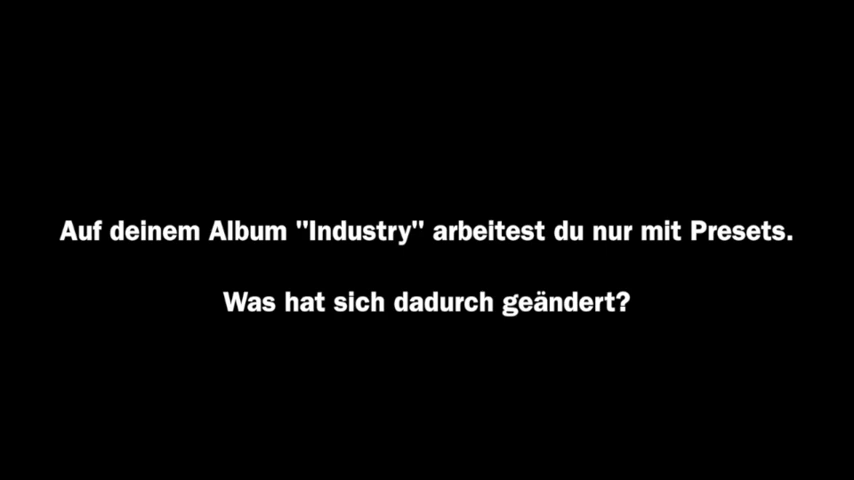 Auf deinem Album "Industry" arbeitest du nur mit Presets.
Was hat sich dadurch geändert?